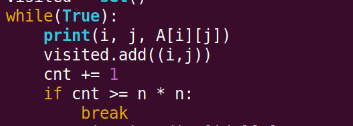 while(True):
print(i, j, A[i][j])
visited.add((i,j))
cnt += 1
if cnt >= n * n:
break